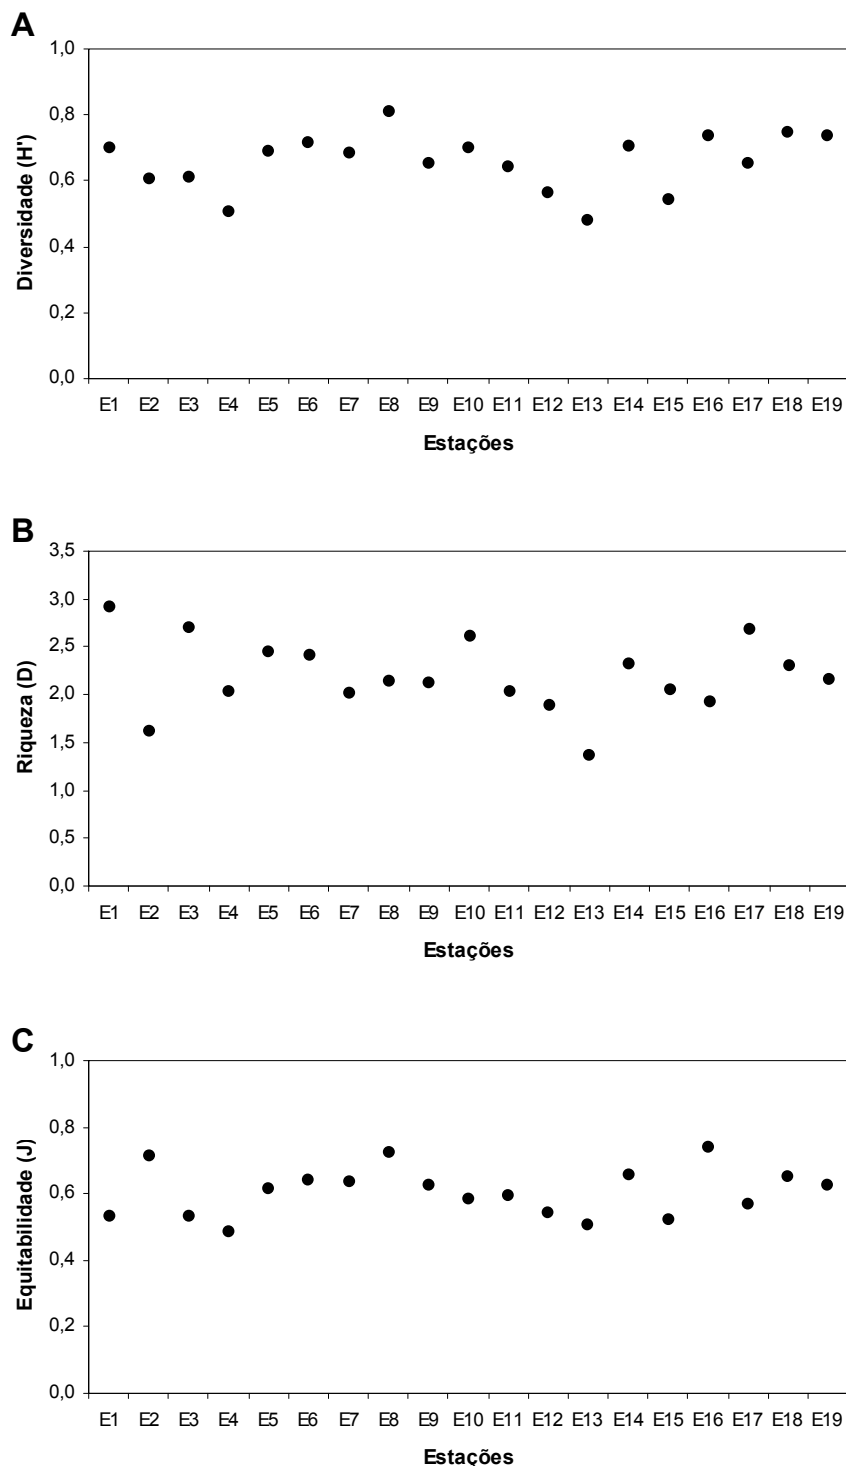 A
Diversidade (H')
1,0
0,8
0,6
0,4
0,2
0,0
E1 E2 E3 E4 E5 E6 E7 E8 E9 E10 E11 E12 E13 E14 E15 E16 E17 E18 E19
Estações
B
Riqueza (D)
3,5
3,0
2,5
2,0
1,5
1,0
0,5
0,0
E1 E2 E3 E4 E5 E6 E7 E8 E9 E10 E11 E12 E13 E14 E15 E16 E17 E18 E19
Estações
C
Equitabilidade (J)
1,0
0,8
0,6
0,4
0,2
0,0
E1 E2 E3 E4 E5 E6 E7 E8 E9 E10 E11 E12 E13 E14 E15 E16 E17 E18 E19
Estações